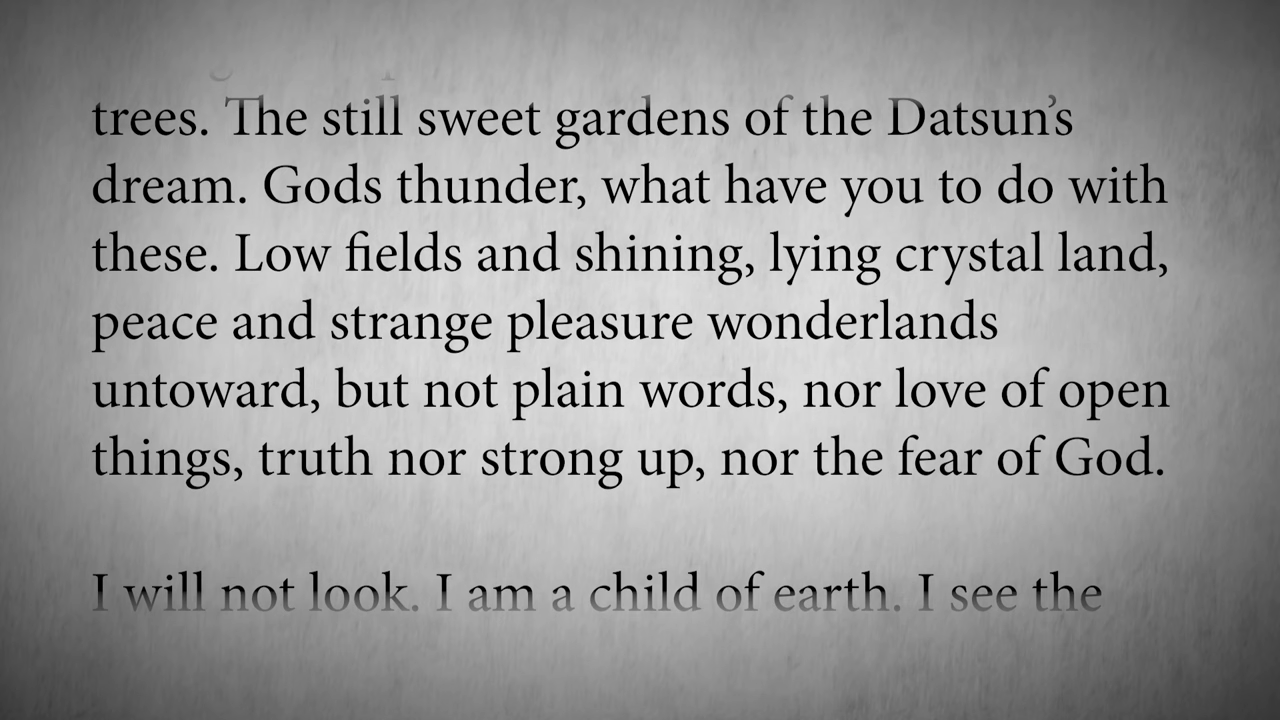 trees. The still sweet gardens of the Datsun's
dream. Gods thunder, what have you to do with
these. Low fields and shining, lying crystal land,
peace and strange pleasure wonderlands
untoward, but not plain words, nor love of open
things, truth nor strong up, nor the fear of God.
I will not look. I am a child of earth. I see the